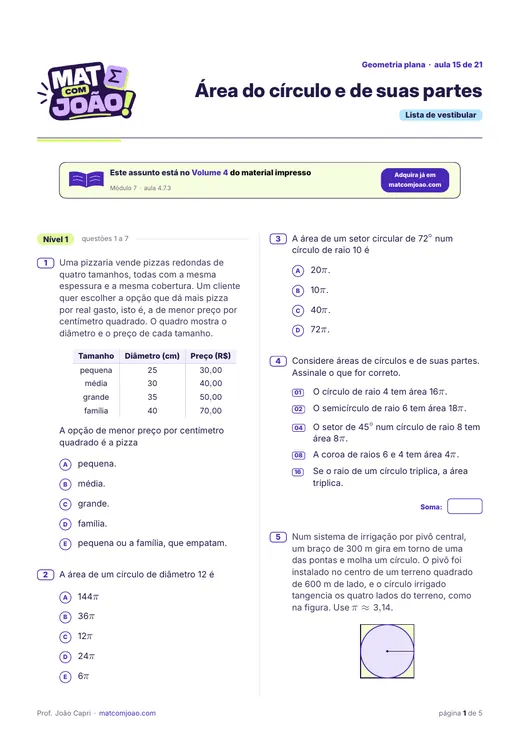 MAT
COM
JOÃO!
Σ
Geometria plana · aula 15 de 21
Área do círculo e de suas partes
Lista de vestibular
Este assunto está no Volume 4 do material impresso
Módulo 7 · aula 4.7.3
Adquira já em
matcomjoao.com
Nível 1 questões 1 a 7
1 Uma pizzaria vende pizzas redondas de
quatro tamanhos, todas com a mesma
espessura e a mesma cobertura. Um cliente
quer escolher a opção que dá mais pizza
por real gasto, isto é, a de menor preço por
centímetro quadrado. O quadro mostra o
diâmetro e o preço de cada tamanho.
Tamanho Diâmetro (cm) Preço (R$)
pequena 25 30,00
média 30 40,00
grande 35 50,00
família 40 70,00
A opção de menor preço por centímetro
quadrado é a pizza
A pequena.
B média.
C grande.
D família.
E pequena ou a família, que empatam.
2 A área de um círculo de diâmetro 12 é
A 144π
B 36π
C 12π
D 24π
E 6π
3 A área de um setor circular de 72° num
círculo de raio 10 é
A 20π.
B 10π.
C 40π.
D 72π.
4 Considere áreas de círculos e de suas partes.
Assinale o que for correto.
01 O círculo de raio 4 tem área 16π.
02 O semicírculo de raio 6 tem área 18π.
04 O setor de 45° num círculo de raio 8 tem
área 8π.
08 A coroa de raios 6 e 4 tem área 4π.
16 Se o raio de um círculo triplica, a área
triplica.
Soma:
5 Num sistema de irrigação por pivô central,
um braço de 300 m gira em torno de uma
das pontas e molha um círculo. O pivô foi
instalado no centro de um terreno quadrado
de 600 m de lado, e o círculo irrigado
tangencia os quatro lados do terreno, como
na figura. Use π ≈ 3,14.
Prof. João Capri · matcomjoao.com
página 1 de 5